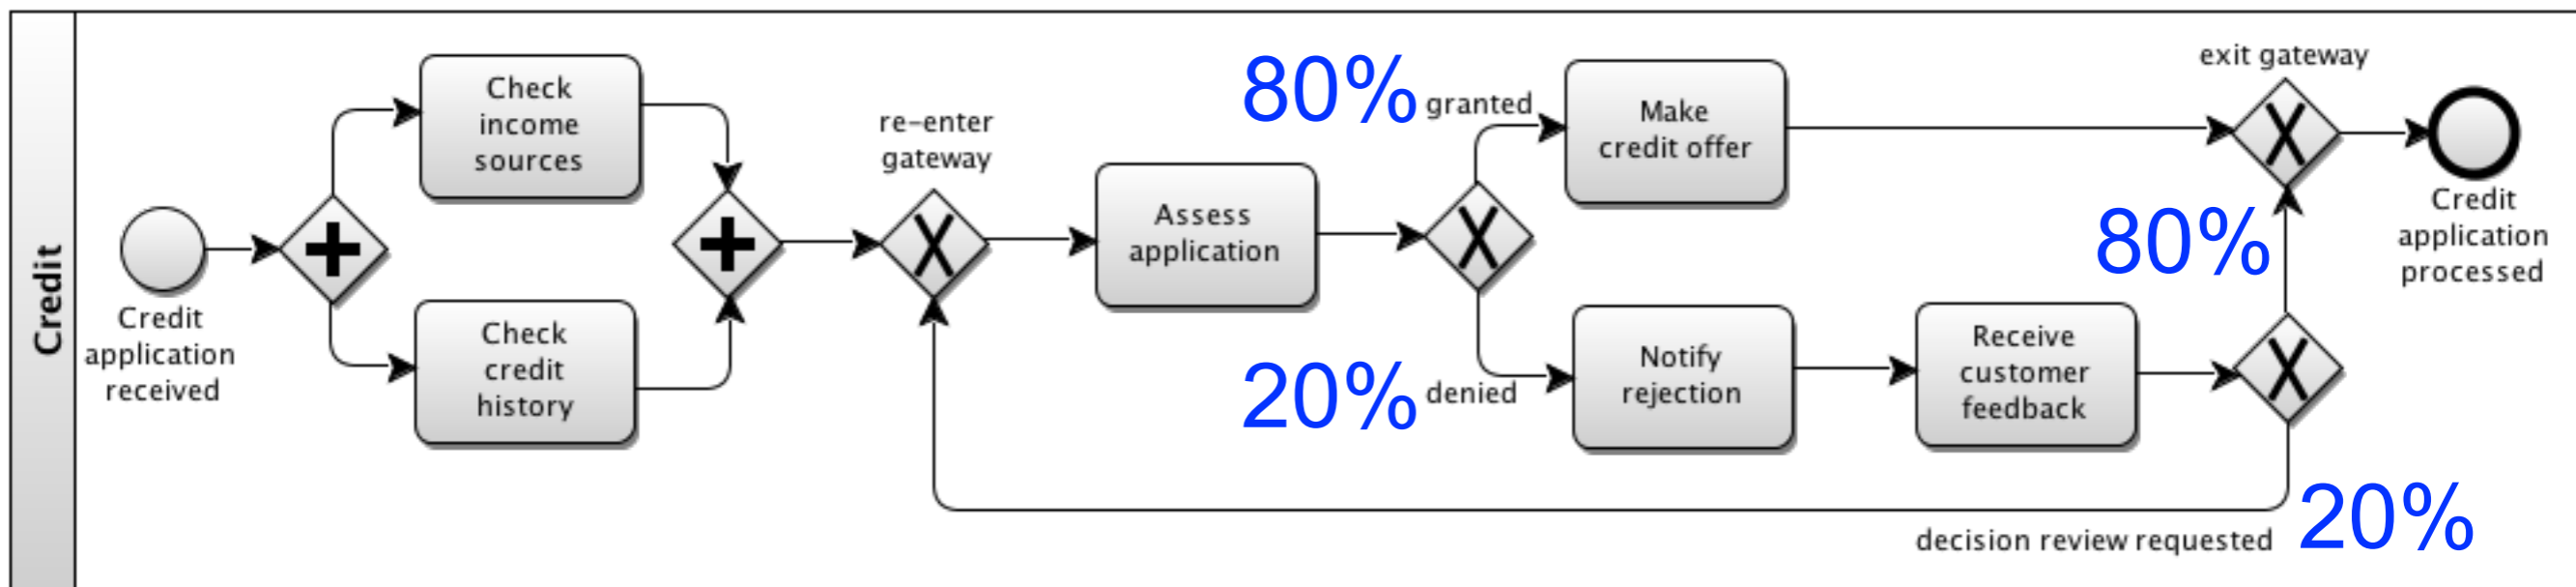 Credit
Credit
application
received
Check
income
sources
Check
credit
history
re-enter
gateway
Assess
application
80%
granted
20%
denied
Make
credit offer
Notify
rejection
Receive
customer
feedback
exit gateway
80%
20%
decision review requested
Credit
application
processed